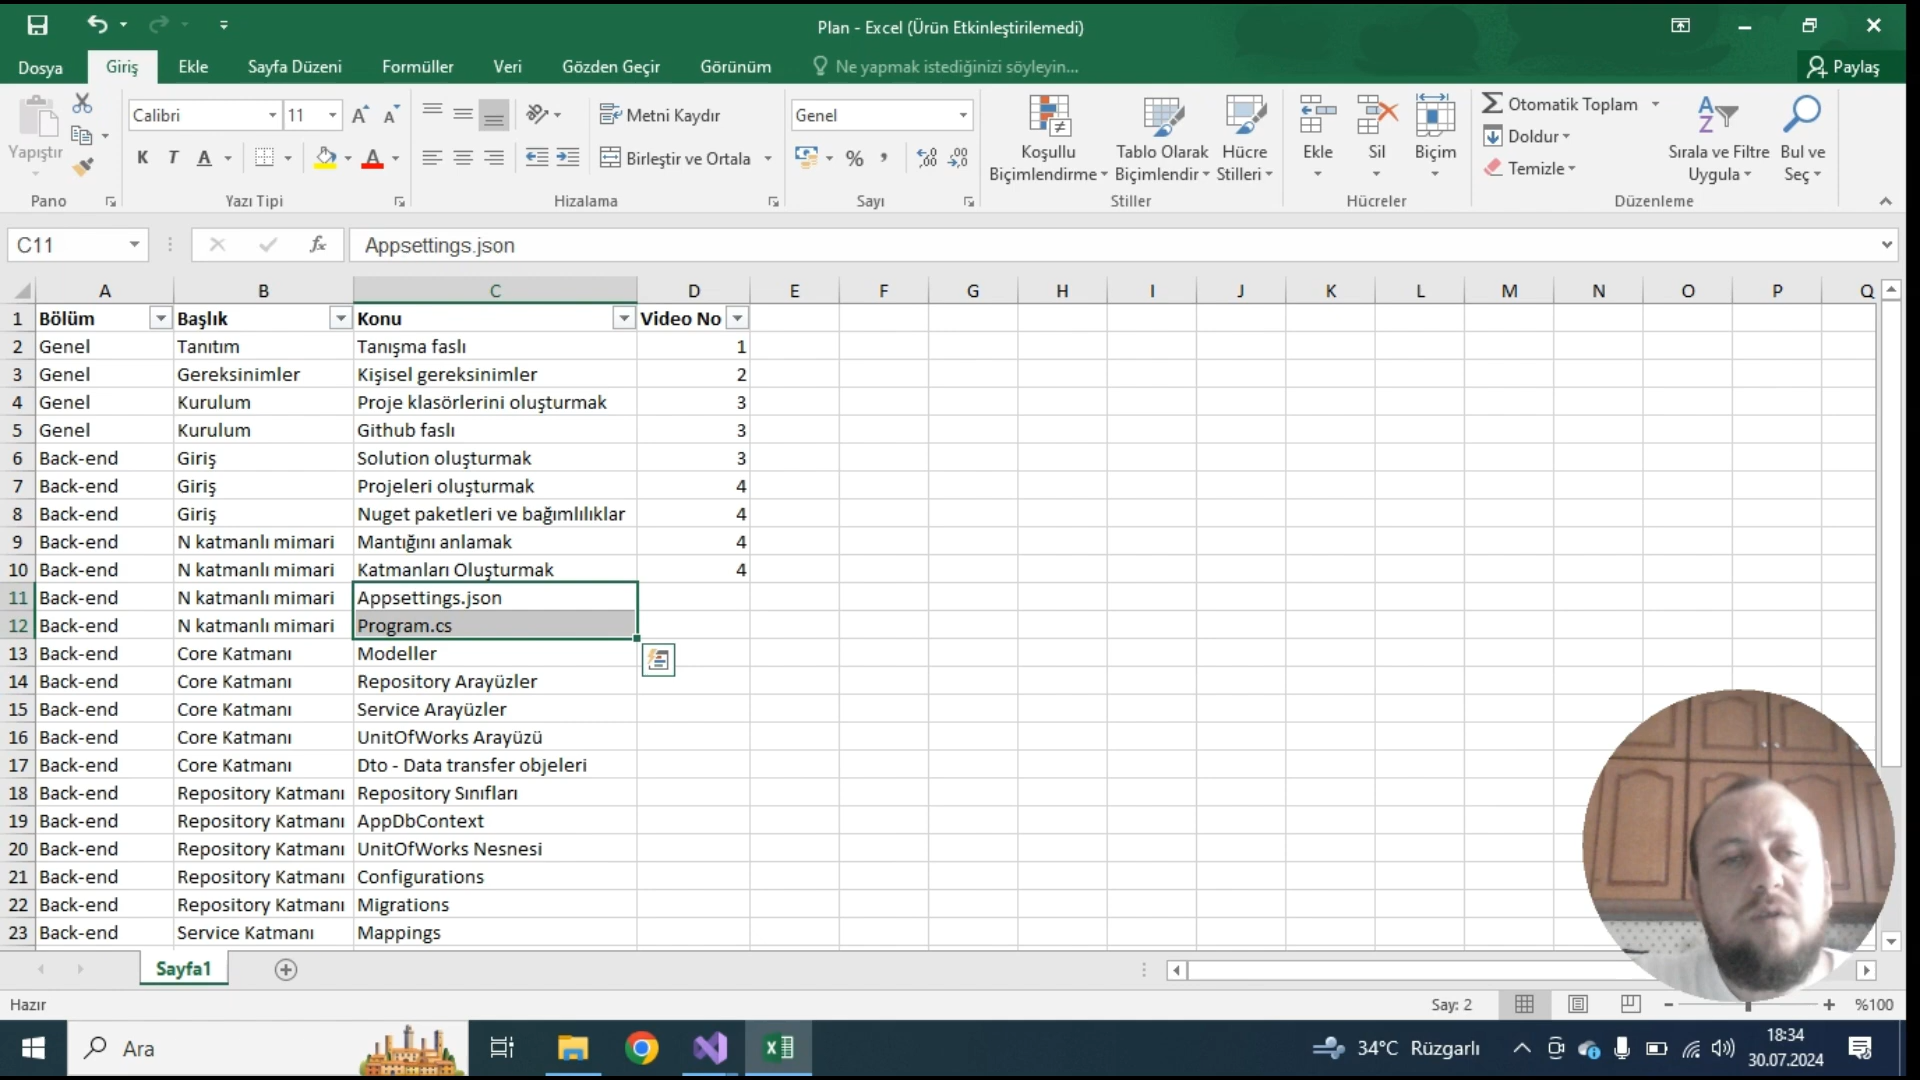 Plan - Excel (Ürün Etkinleştirilemedi)
Dosya Giriş Ekle Sayfa Düzeni Formüller Veri Gözden Geçir Görünüm Ne yapmak istediğinizi söyleyin... Paylaş
Yapıştır
Pano
Calibri 11
K T A A
Yazı Tipi
Metni Kaydır
Birleştir ve Ortala
Hizalama
Genel
% , ,00 ,00
Sayı
Koşullu Biçimlendirme
Tablo Olarak Biçimlendir
Hücre Stilleri
Stiller
Ekle Sil Biçim
Hücreler
Otomatik Toplam
Doldur
Temizle
Sırala ve Filtre Uygula
Bul ve Seç
Düzenleme
C11 fx Appsettings.json
A B C D E F G H I J K L M N O P Q
1 Bölüm Başlık Konu Video No
2 Genel Tanıtım Tanışma faslı 1
3 Genel Gereksinimler Kişisel gereksinimler 2
4 Genel Kurulum Proje klasörlerini oluşturmak 3
5 Genel Kurulum Github faslı 3
6 Back-end Giriş Solution oluşturmak 3
7 Back-end Giriş Projeleri oluşturmak 4
8 Back-end Giriş Nuget paketleri ve bağımlılıklar 4
9 Back-end N katmanlı mimari Mantığını anlamak 4
10 Back-end N katmanlı mimari Katmanları Oluşturmak 4
11 Back-end N katmanlı mimari Appsettings.json
12 Back-end N katmanlı mimari Program.cs
13 Back-end Core Katmanı Modeller
14 Back-end Core Katmanı Repository Arayüzler
15 Back-end Core Katmanı Service Arayüzler
16 Back-end Core Katmanı UnitOfWorks Arayüzü
17 Back-end Core Katmanı Dto - Data transfer objeleri
18 Back-end Repository Katmanı Repository Sınıfları
19 Back-end Repository Katmanı AppDbContext
20 Back-end Repository Katmanı UnitOfWorks Nesnesi
21 Back-end Repository Katmanı Configurations
22 Back-end Repository Katmanı Migrations
23 Back-end Service Katmanı Mappings
Sayfa1
Hazır Say: 2 %100
Ara 34°C Rüzgarlı 18:34
30.07.2024